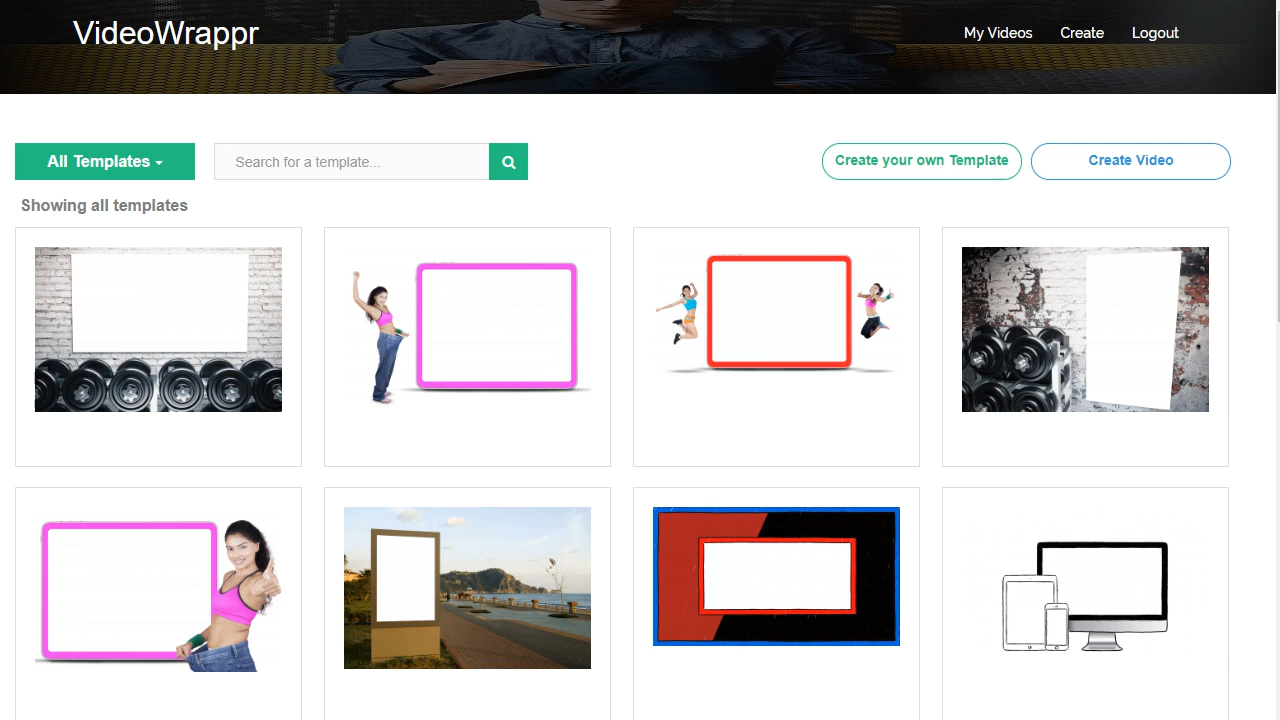 VideoWrappr
My Videos Create Logout
All Templates
Search for a template...
Create your own Template
Create Video
Showing all templates